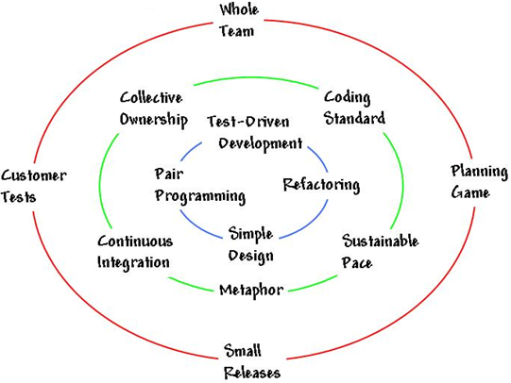 Whole
Team
Collective
Ownership
Coding
Standard
Test-Driven
Development
Customer
Tests
Pair
Programming
Refactoring
Planning
Game
Continuous
Integration
Simple
Design
Sustainable
Pace
Metaphor
Small
Releases